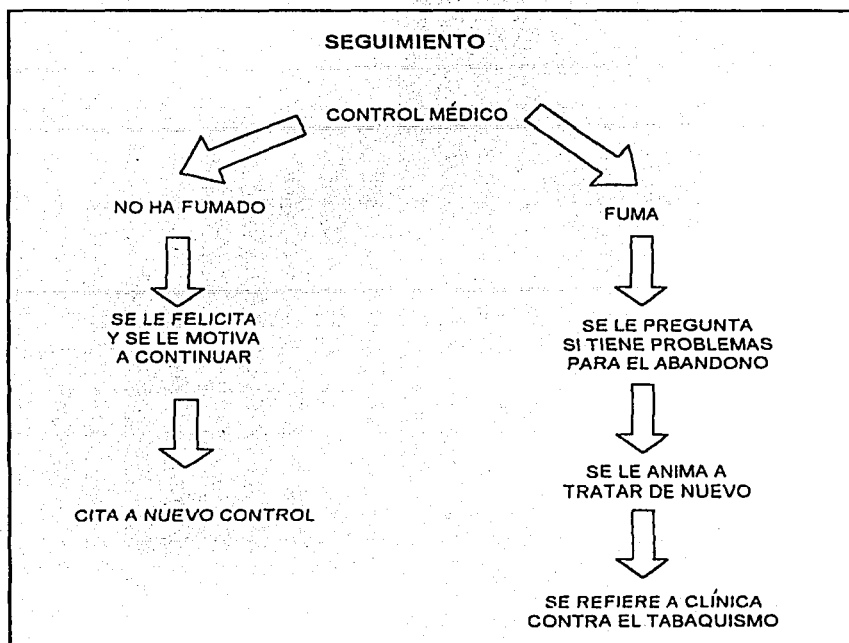 SEGUIMIENTO
CONTROL MÉDICO
NO HA FUMADO
SE LE FELICITA
Y SE LE MOTIVA
A CONTINUAR
CITA A NUEVO CONTROL
FUMA
SE LE PREGUNTA
SI TIENE PROBLEMAS
PARA EL ABANDONO
SE LE ANIMA A
TRATAR DE NUEVO
SE REFIERE A CLÍNICA
CONTRA EL TABAQUISMO